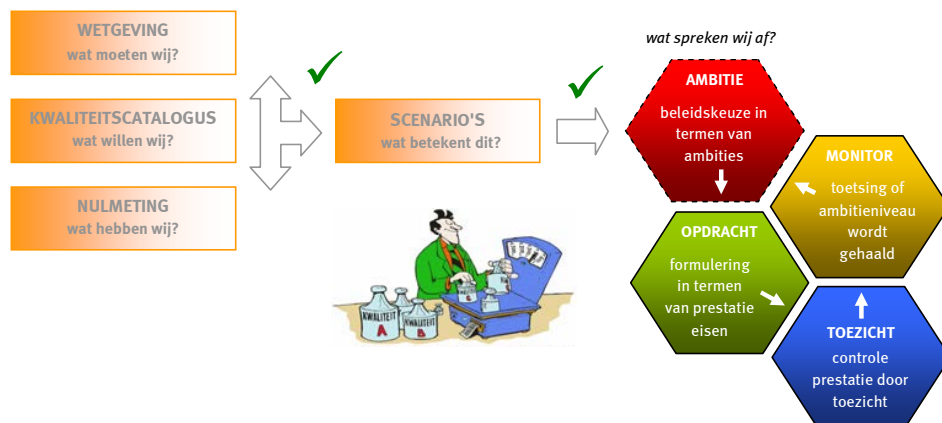 WETGEVING
wat moeten wij?
KWALITEITSCATALOGUS
wat willen wij?
NULMETING
wat hebben wij?
SCENARIO'S
wat betekent dit?
wat spreken wij af?
AMBITIE
beleidskeuze in
termen van
ambities
MONITOR
toetsing of
ambitieniveau
wordt
gehaald
OPDRACHT
formulering
in termen
van prestatie
eisen
TOEZICHT
controle
prestatie door
toezicht
KWALITEIT
A
KWALITEIT
B